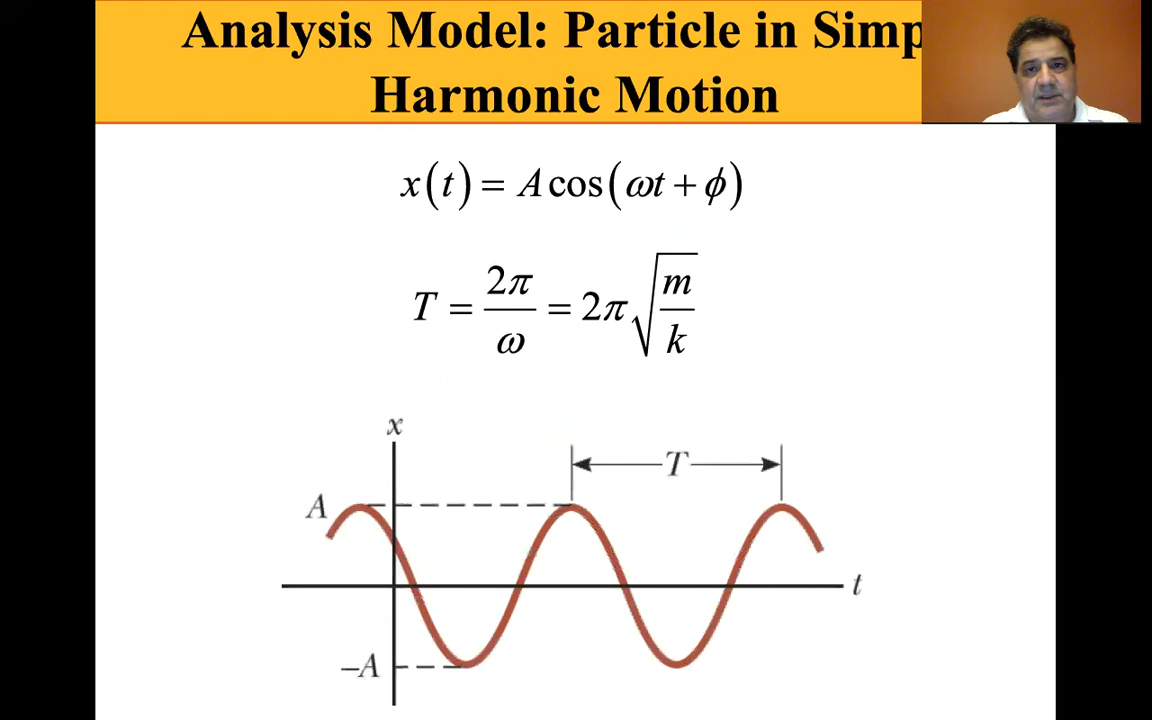 Analysis Model: Particle in Simp
Harmonic Motion
x(t) = A cos(ωt + ϕ)
T = 2π/ω = 2π√(m/k)
x
T
A
t
–A